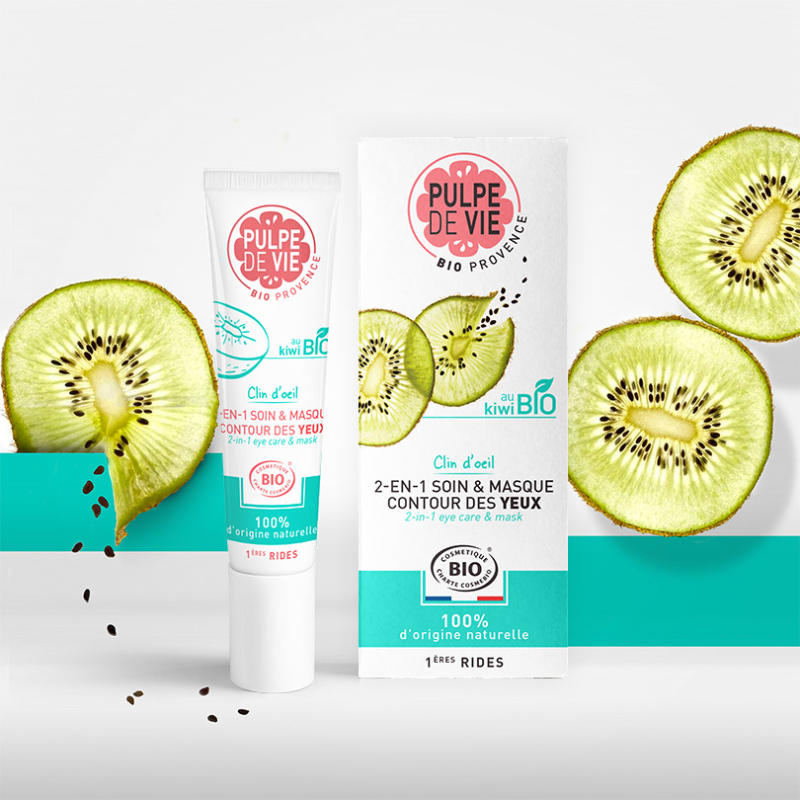 PULPE
DE VIE
BIO PROVENCE
au
kiwi BIO
Clin d'oeil
-EN-1 SOIN & MASQU
CONTOUR DES YEUX
2-in-1 eye care & mask
COSMETIQUE
BIO
CHARTE COSMEBIO
100%
d'origine naturelle
1ÈRES RIDES
PULPE
DE VIE
BIO PROVENCE
au
kiwi BIO
Clin d'oeil
2-EN-1 SOIN & MASQUE
CONTOUR DES YEUX
2-in-1 eye care & mask
COSMETIQUE
BIO
CHARTE COSMEBIO
100%
d'origine naturelle
1ÈRES RIDES